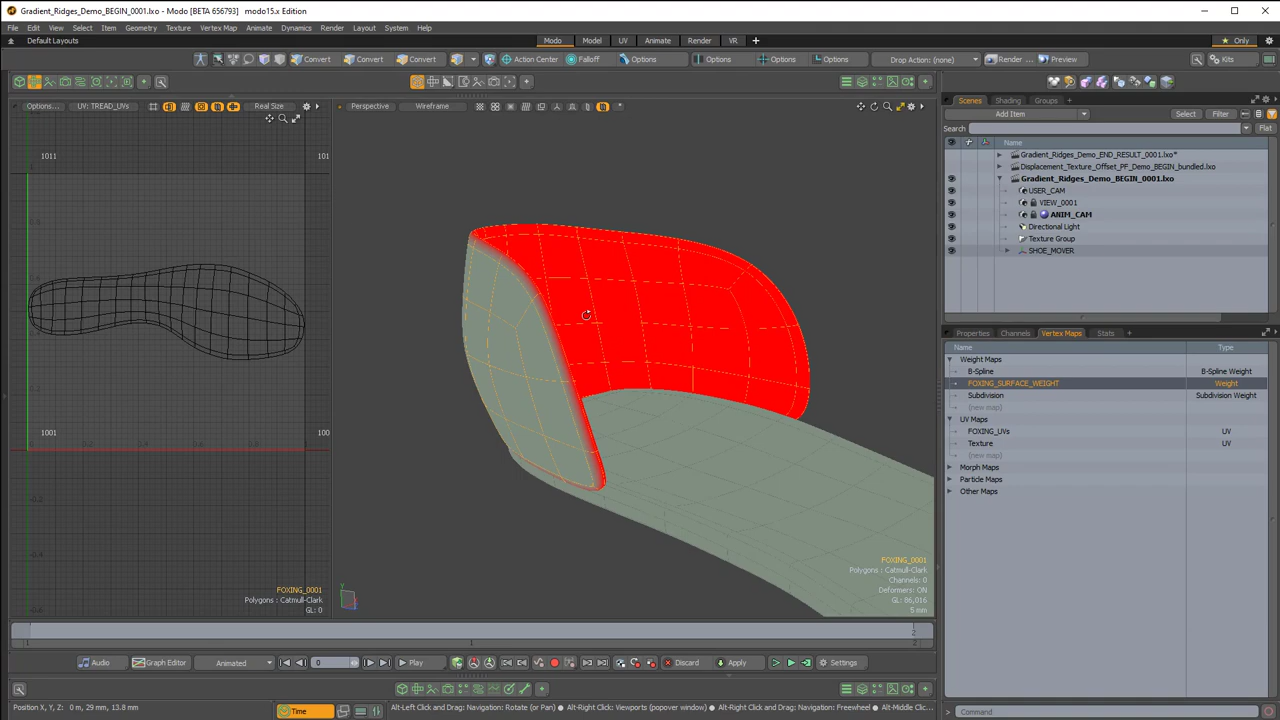 Gradient_Ridges_Demo_BEGIN_0001.lxo* - Modo [BETA 656793] modo15.x Edition
File Edit View Select Item Geometry Texture Vertex Map Animate Dynamics Render Layout System Help
Default Layouts Modo Model UV Animate Render VR Only
Convert Convert Convert Action Center Falloff Options Options Options Options Drop Action: (none) Render ... Preview Kits
Options... UV: TREAD_UVs Real Size Perspective Wireframe
Scenes Shading Groups
Add Item Select Filter
Search Flat
Name
Gradient_Ridges_Demo_END_RESULT_0001.lxo*
Displacement_Texture_Offset_PF_Demo_BEGIN_bundled.lxo
Gradient_Ridges_Demo_BEGIN_0001.lxo
USER_CAM
VIEW_0001
ANIM_CAM
Directional Light
Texture Group
SHOE_MOVER
Properties Channels Vertex Maps Stats
Name Type
Weight Maps
B-Spline B-Spline Weight
FOXING_SURFACE_WEIGHT Weight
Subdivision Subdivision Weight
(new map)
UV Maps
FOXING_UVs UV
Texture UV
(new map)
Morph Maps
Particle Maps
Other Maps
1011 101
1001 100
FOXING_0001
Polygons : Catmull-Clark
GL: 0
FOXING_0001
Polygons : Catmull-Clark
Channels: 0
Deformers: ON
GL: 86,016
5 mm
Audio Graph Editor Animated 0 Play Discard Apply Settings
Position X, Y, Z: 0 m, 29 mm, 13.8 mm Time Alt-Left Click and Drag: Navigation: Rotate (or Pan) ● Alt-Right Click: Viewports (popover window) ● Alt-Right Click and Drag: Navigation: Freewheel ● Alt-Middle Clic... Command